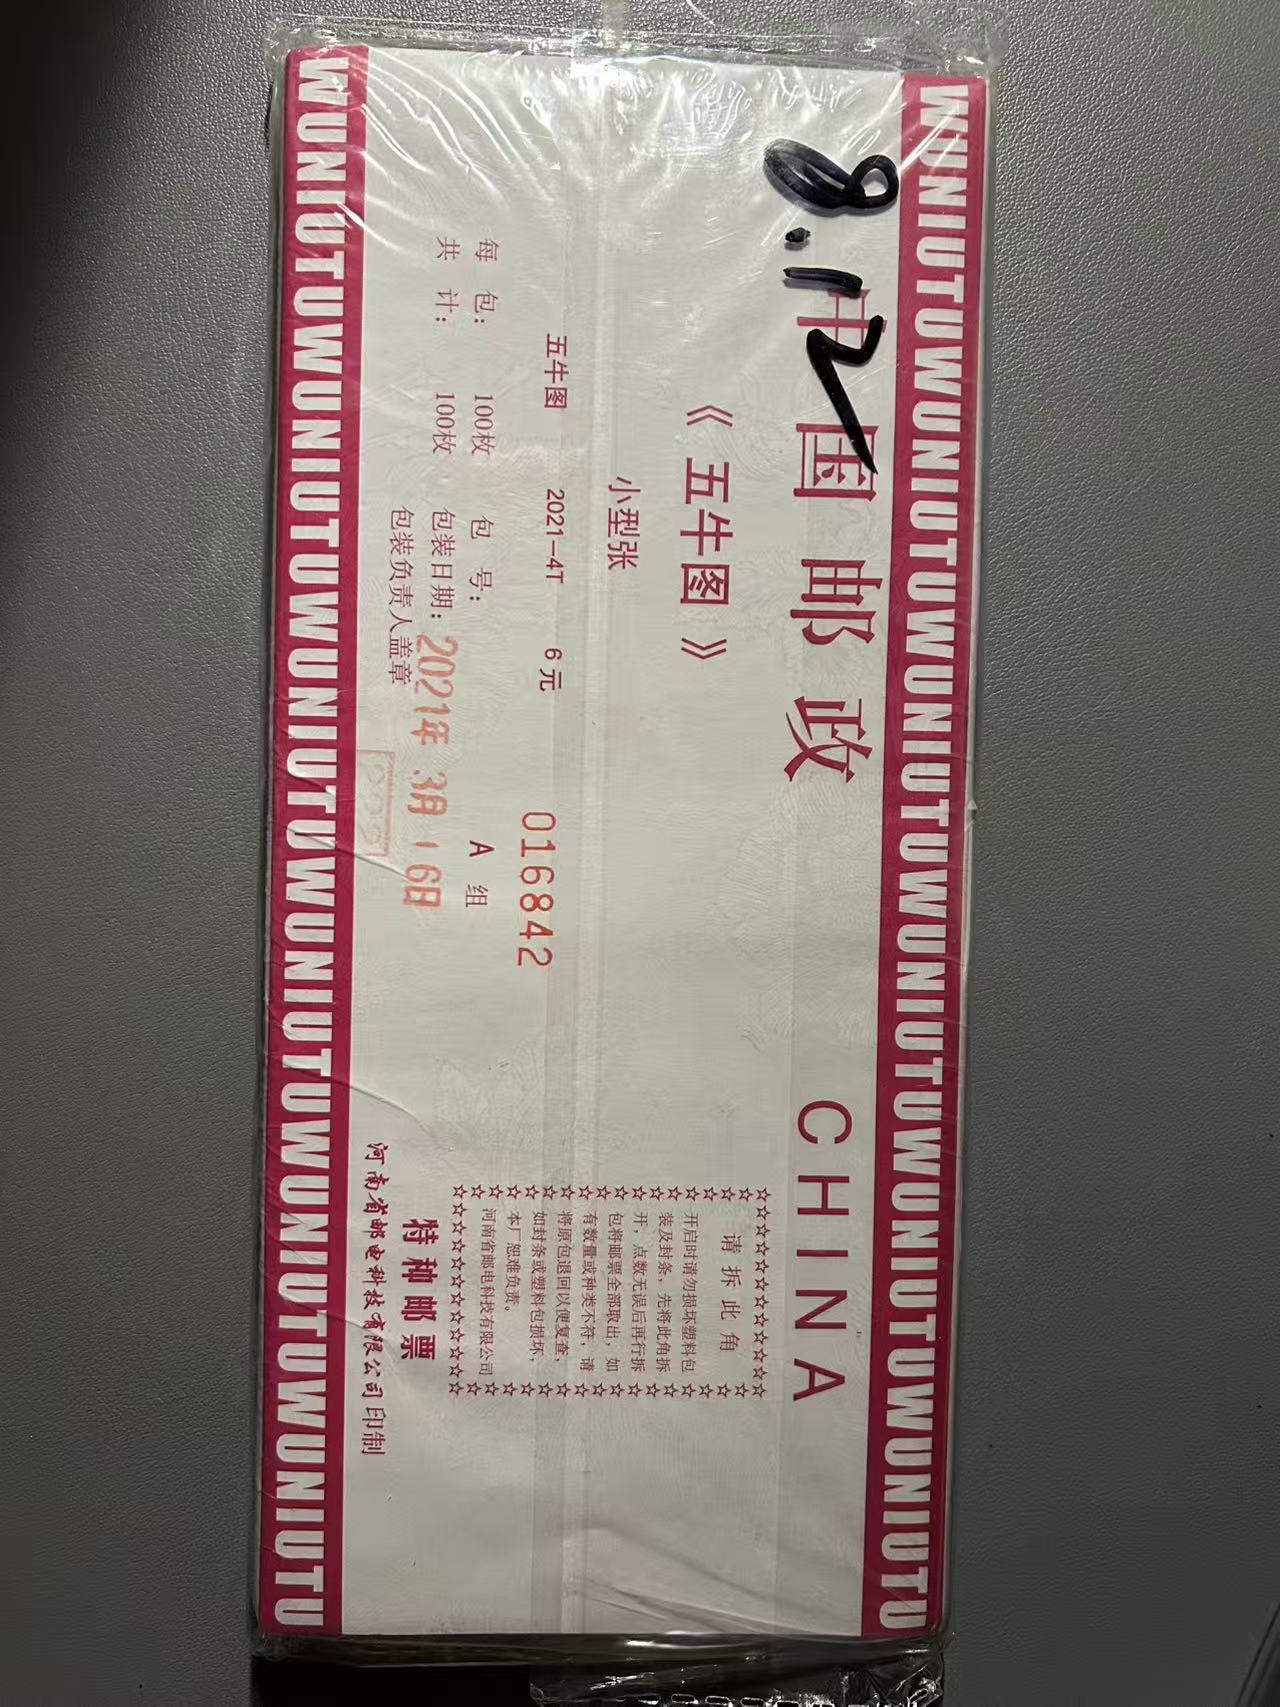 WUNIUTUWUNIUTUWUNIUTUWUNIUTUWUNIUTUWUNIUTUWUNIUTUWUNIUTU
8.12
中国邮政 CHINA
《五牛图》
小型张
五牛图 2021—4T 6元
016842
每 包: 100枚 包 号: A 组
共 计: 100枚 包装日期: 2021年 3月16日
包装负责人盖章
☆☆☆☆☆☆☆☆☆☆☆☆☆
☆ ☆
☆ 请拆此角 ☆
☆ ☆
☆ 开启时请勿损坏塑料包 ☆
☆ 装及封条，先将此角拆 ☆
☆ 开，点数无误后再行拆 ☆
☆ 包将邮票全部取出，如 ☆
☆ 有数量或种类不符，请 ☆
☆ 将原包退回以便复查， ☆
☆ 如封条或塑料包损坏， ☆
☆ 本厂恕难负责。 ☆
☆ 河南省邮电科技有限公司 ☆
☆☆☆☆☆☆☆☆☆☆☆☆☆
特种邮票
河南省邮电科技有限公司印制
WUNIUTUWUNIUTUWUNIUTUWUNIUTUWUNIUTUWUNIUTUWUNIUTUWUNIUTU